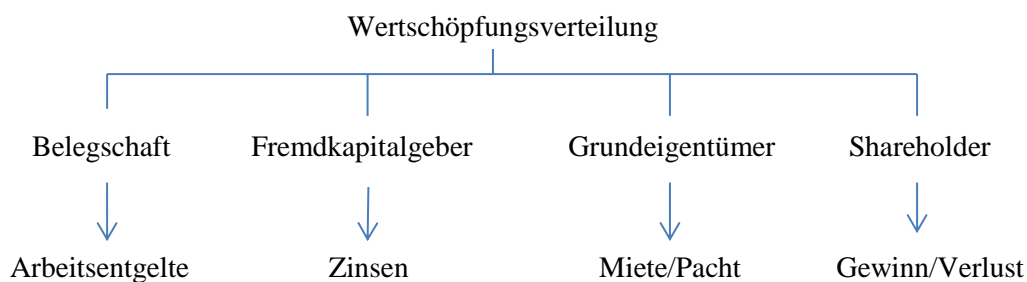 Wertschöpfungsverteilung
Belegschaft Fremdkapitalgeber Grundeigentümer Shareholder
Arbeitsentgelte Zinsen Miete/Pacht Gewinn/Verlust